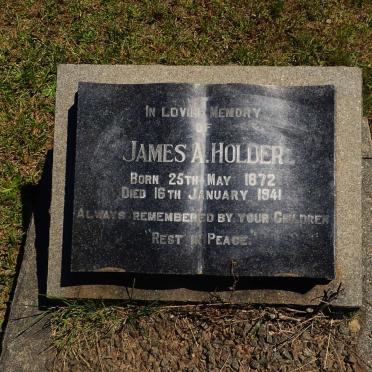 In Loving Memory
of
James A. Holder
Born 25th May 1872
Died 16th January 1941
Always remembered by your Children
"Rest in Peace."